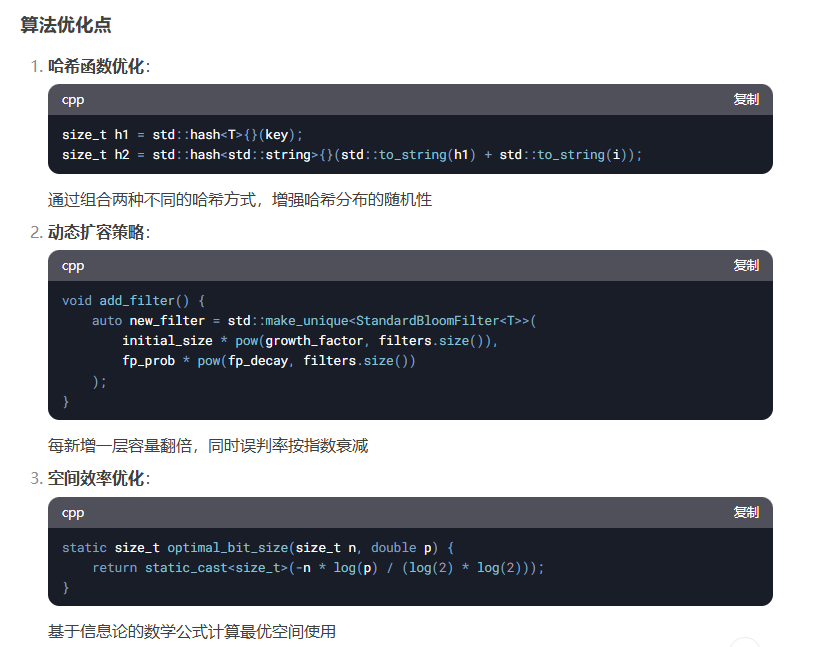 算法优化点
1. 哈希函数优化:
cpp 复制
size_t h1 = std::hash<T>{}(key);
size_t h2 = std::hash<std::string>{}(std::to_string(h1) + std::to_string(i));
通过组合两种不同的哈希方式，增强哈希分布的随机性
2. 动态扩容策略:
cpp 复制
void add_filter() {
    auto new_filter = std::make_unique<StandardBloomFilter<T>>(
        initial_size * pow(growth_factor, filters.size()),
        fp_prob * pow(fp_decay, filters.size())
    );
}
每新增一层容量翻倍，同时误判率按指数衰减
3. 空间效率优化:
cpp 复制
static size_t optimal_bit_size(size_t n, double p) {
    return static_cast<size_t>(-n * log(p) / (log(2) * log(2)));
}
基于信息论的数学公式计算最优空间使用